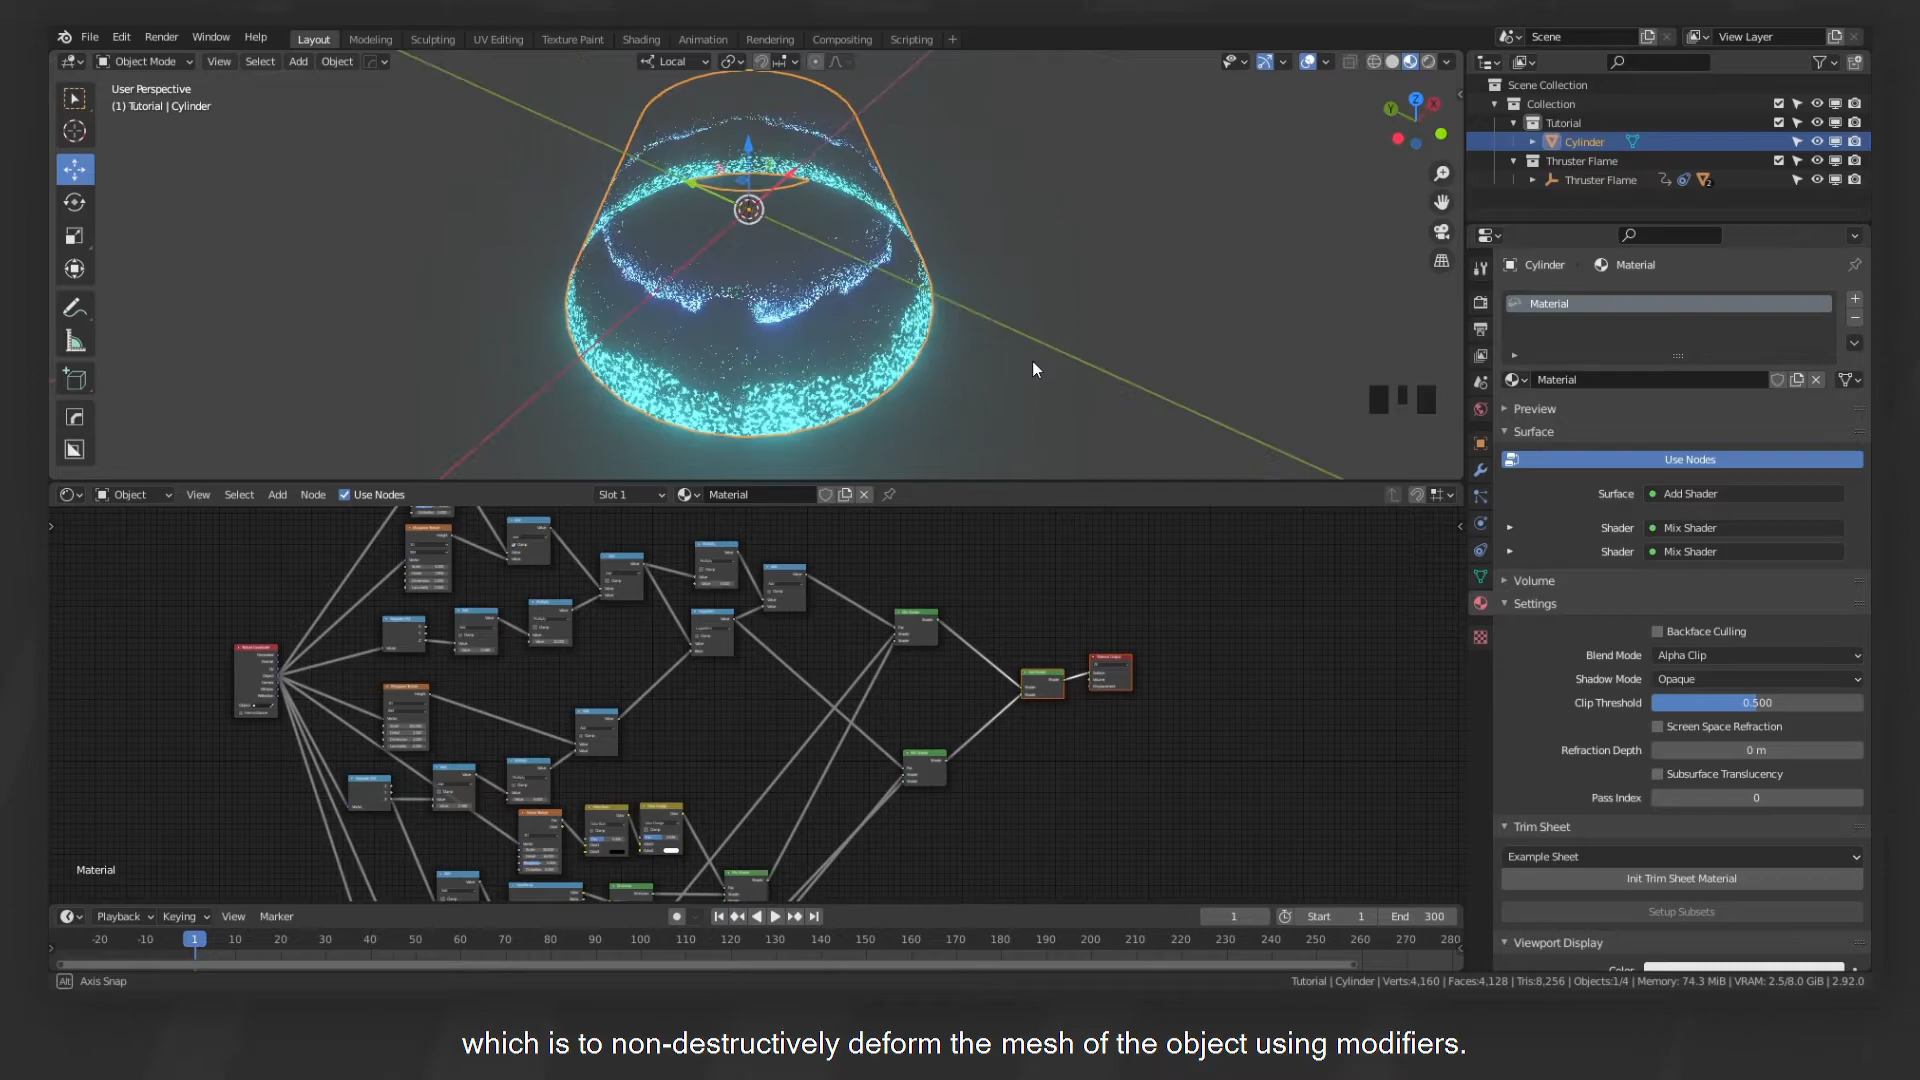 File Edit Render Window Help
Layout Modeling Sculpting UV Editing Texture Paint Shading Animation Rendering Compositing Scripting +
Scene
View Layer
Object Mode View Select Add Object
Local
User Perspective
(1) Tutorial | Cylinder
Z
Y
X
Scene Collection
Collection
Tutorial
Cylinder
Thruster Flame
Thruster Flame
2
Cylinder Material
Material
Material
Preview
Surface
Use Nodes
Surface Add Shader
Shader Mix Shader
Shader Mix Shader
Volume
Settings
Backface Culling
Blend Mode Alpha Clip
Shadow Mode Opaque
Clip Threshold 0.500
Screen Space Refraction
Refraction Depth 0 m
Subsurface Translucency
Pass Index 0
Trim Sheet
Example Sheet
Init Trim Sheet Material
Setup Subsets
Viewport Display
Color
Object View Select Add Node Use Nodes Slot 1 Material
Material
Playback Keying View Marker
1 Start 1 End 300
-20 -10 1 10 20 30 40 50 60 70 80 90 100 110 120 130 140 150 160 170 180 190 200 210 220 230 240 250 260 270 280
Alt Axis Snap
Tutorial | Cylinder | Verts:4,160 | Faces:4,128 | Tris:8,256 | Objects:1/4 | Memory: 74.3 MiB | VRAM: 2.5/8.0 GiB | 2.92.0
which is to non-destructively deform the mesh of the object using modifiers.